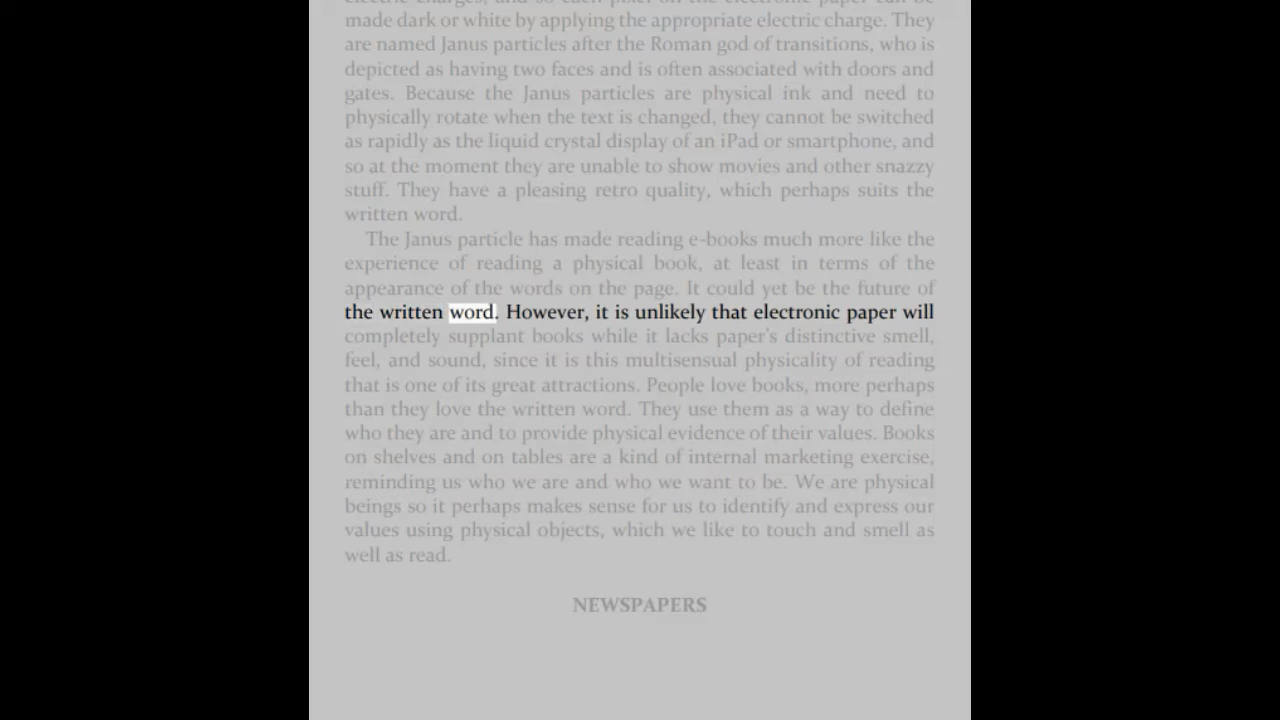 electric charges, and so each pixel on the electronic paper can be
made dark or white by applying the appropriate electric charge. They
are named Janus particles after the Roman god of transitions, who is
depicted as having two faces and is often associated with doors and
gates. Because the Janus particles are physical ink and need to
physically rotate when the text is changed, they cannot be switched
as rapidly as the liquid crystal display of an iPad or smartphone, and
so at the moment they are unable to show movies and other snazzy
stuff. They have a pleasing retro quality, which perhaps suits the
written word.
The Janus particle has made reading e-books much more like the
experience of reading a physical book, at least in terms of the
appearance of the words on the page. It could yet be the future of
the written word. However, it is unlikely that electronic paper will
completely supplant books while it lacks paper's distinctive smell,
feel, and sound, since it is this multisensual physicality of reading
that is one of its great attractions. People love books, more perhaps
than they love the written word. They use them as a way to define
who they are and to provide physical evidence of their values. Books
on shelves and on tables are a kind of internal marketing exercise,
reminding us who we are and who we want to be. We are physical
beings so it perhaps makes sense for us to identify and express our
values using physical objects, which we like to touch and smell as
well as read.
NEWSPAPERS